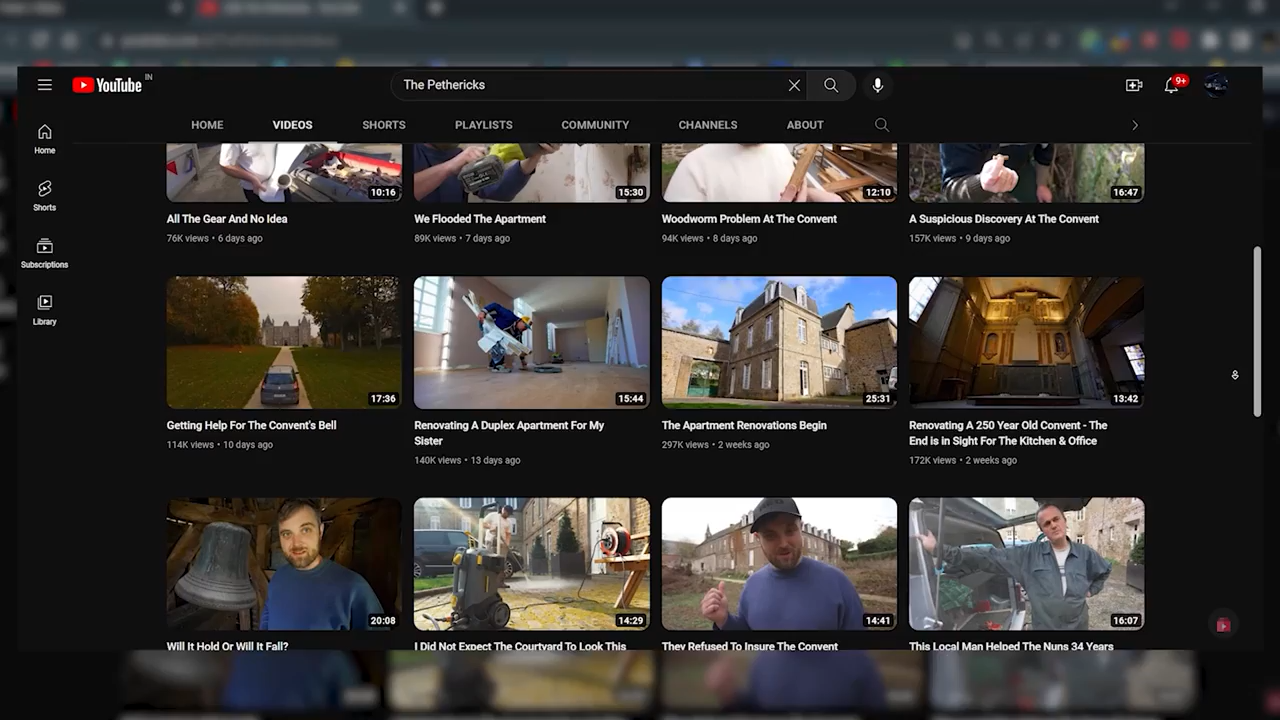 YouTube IN
The Pethericks
9+
HOME VIDEOS SHORTS PLAYLISTS COMMUNITY CHANNELS ABOUT
Home
Shorts
Subscriptions
Library
10:16
15:30
12:10
16:47
All The Gear And No Idea
76K views • 6 days ago
We Flooded The Apartment
89K views • 7 days ago
Woodworm Problem At The Convent
94K views • 8 days ago
A Suspicious Discovery At The Convent
157K views • 9 days ago
17:36
15:44
25:31
13:42
Getting Help For The Convent's Bell
114K views • 10 days ago
Renovating A Duplex Apartment For My
Sister
140K views • 13 days ago
The Apartment Renovations Begin
297K views • 2 weeks ago
Renovating A 250 Year Old Convent - The
End is in Sight For The Kitchen & Office
172K views • 2 weeks ago
20:08
14:29
14:41
16:07
Will It Hold Or Will It Fall?
I Did Not Expect The Courtyard To Look This
They Refused To Insure The Convent
This Local Man Helped The Nuns 34 Years